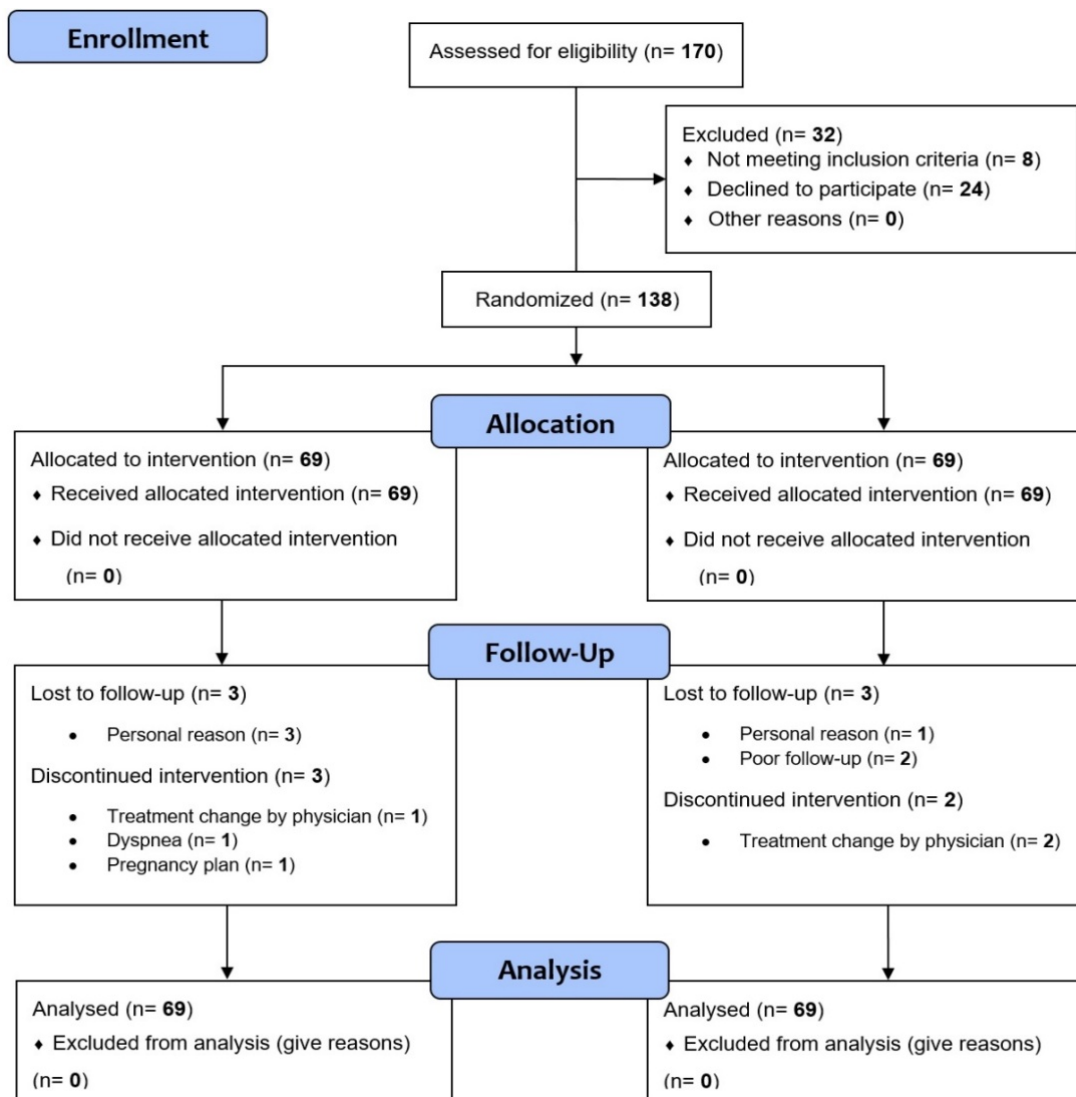 Enrollment
Assessed for eligibility (n= 170)
Excluded (n= 32)
♦ Not meeting inclusion criteria (n= 8)
♦ Declined to participate (n= 24)
♦ Other reasons (n= 0)
Randomized (n= 138)
Allocation
Allocated to intervention (n= 69)
♦ Received allocated intervention (n= 69)
♦ Did not receive allocated intervention
(n= 0)
Allocated to intervention (n= 69)
♦ Received allocated intervention (n= 69)
♦ Did not receive allocated intervention
(n= 0)
Follow-Up
Lost to follow-up (n= 3)
• Personal reason (n= 3)
Discontinued intervention (n= 3)
• Treatment change by physician (n= 1)
• Dyspnea (n= 1)
• Pregnancy plan (n= 1)
Lost to follow-up (n= 3)
• Personal reason (n= 1)
• Poor follow-up (n= 2)
Discontinued intervention (n= 2)
• Treatment change by physician (n= 2)
Analysis
Analysed (n= 69)
♦ Excluded from analysis (give reasons)
(n= 0)
Analysed (n= 69)
♦ Excluded from analysis (give reasons)
(n= 0)